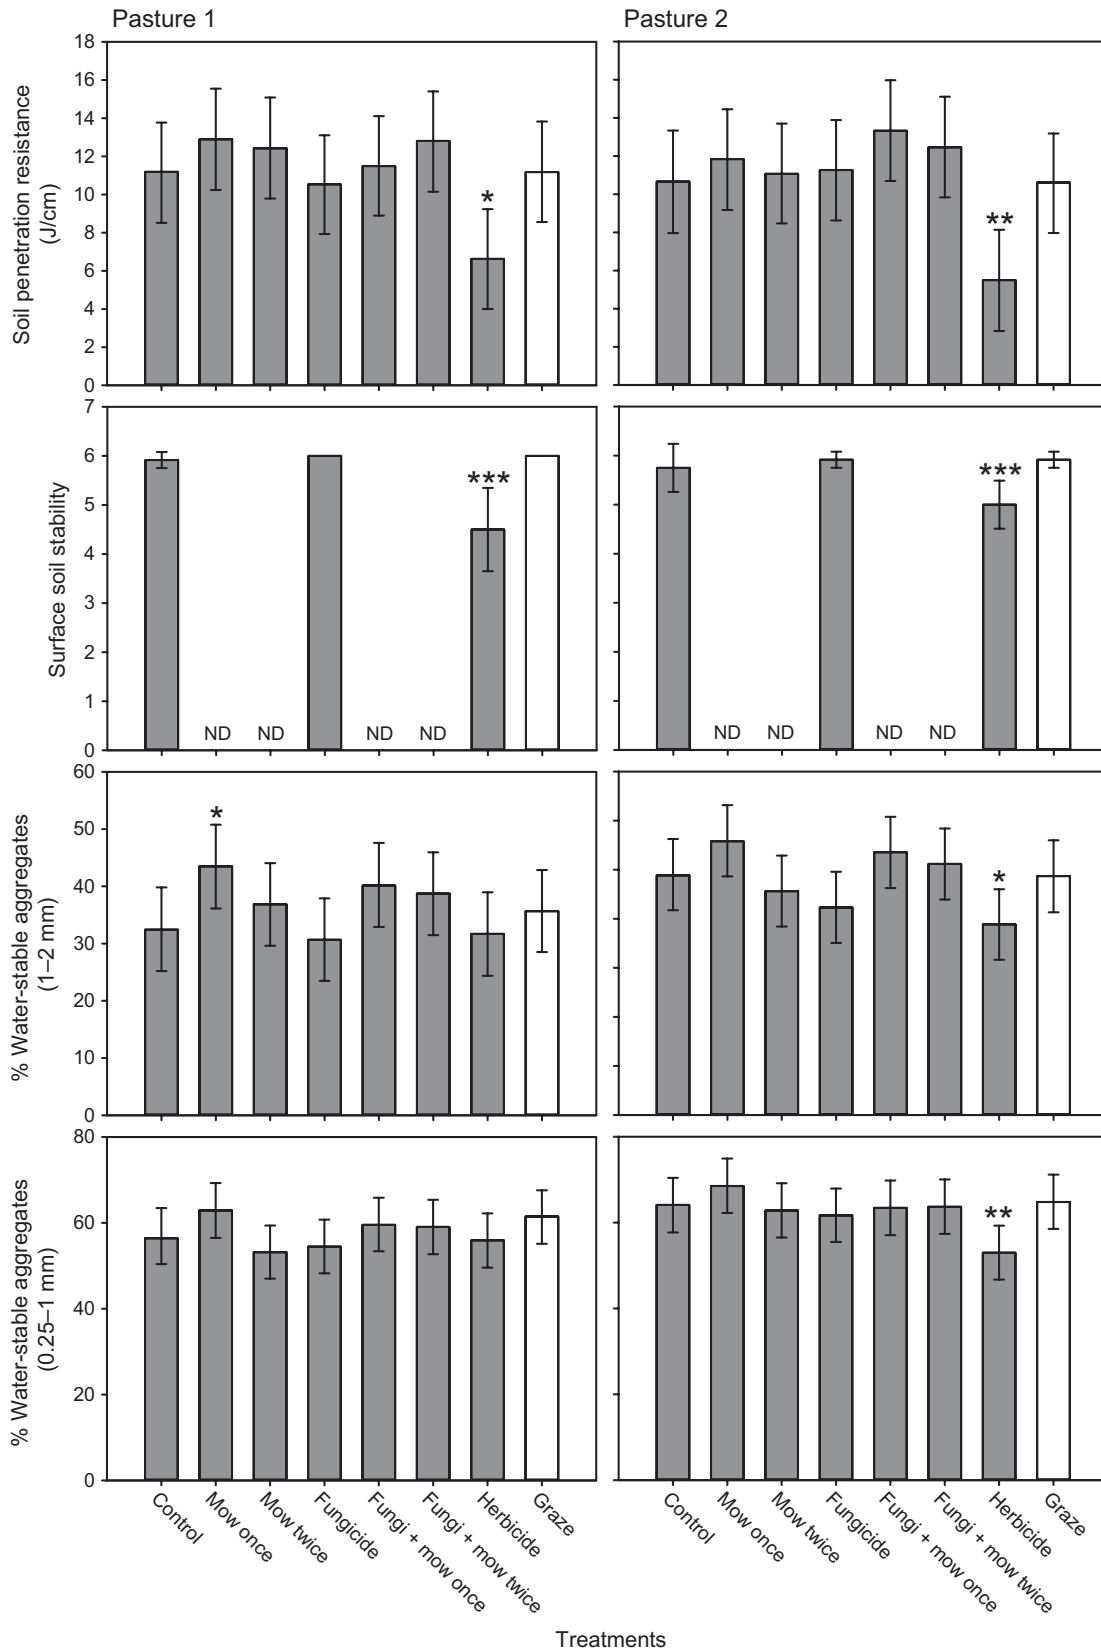 Pasture 1
Pasture 2
Soil penetration resistance
(J/cm)
18
16
14
12
10
8
6
4
2
0
*
**
Surface soil stability
7
6
5
4
3
2
1
0
ND
ND
ND
ND
***
ND
ND
ND
ND
***
% Water-stable aggregates
(1–2 mm)
60
50
40
30
20
10
0
*
*
% Water-stable aggregates
(0.25–1 mm)
80
60
40
20
0
**
Control
Mow once
Mow twice
Fungicide
Fungi + mow once
Fungi + mow twice
Herbicide
Graze
Control
Mow once
Mow twice
Fungicide
Fungi + mow once
Fungi + mow twice
Herbicide
Graze
Treatments